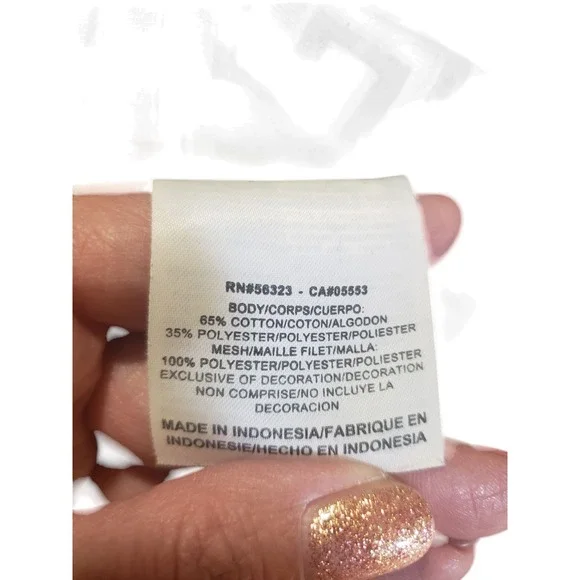 RN#56323 - CA#05553
BODY/CORPS/CUERPO:
65% COTTON/COTON/ALGODON
35% POLYESTER/POLYESTER/POLIESTER
MESH/MAILLE FILET/MALLA:
100% POLYESTER/POLYESTER/POLIESTER
EXCLUSIVE OF DECORATION/DECORATION
NON COMPRISE/NO INCLUYE LA
DECORACION
MADE IN INDONESIA/FABRIQUE EN
INDONESIE/HECHO EN INDONESIA